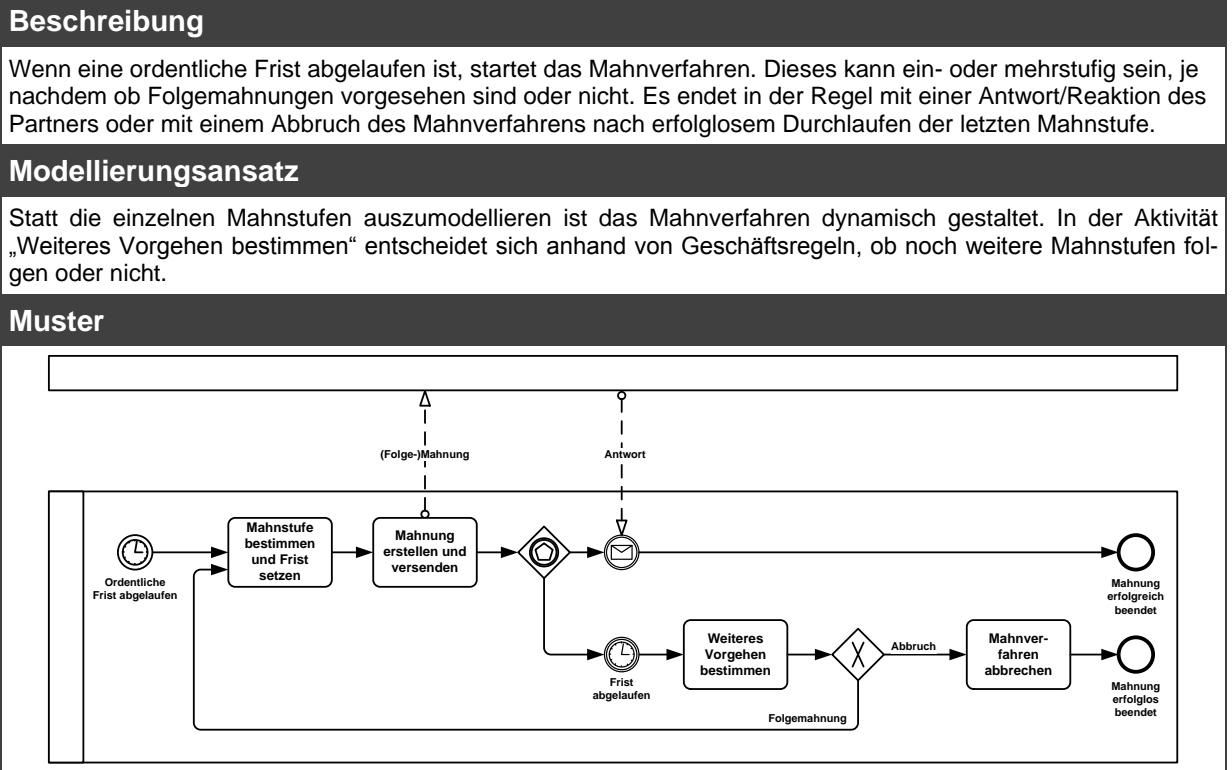 Beschreibung
Wenn eine ordentliche Frist abgelaufen ist, startet das Mahnverfahren. Dieses kann ein- oder mehrstufig sein, je
nachdem ob Folgemahnungen vorgesehen sind oder nicht. Es endet in der Regel mit einer Antwort/Reaktion des
Partners oder mit einem Abbruch des Mahnverfahrens nach erfolglosem Durchlaufen der letzten Mahnstufe.
Modellierungsansatz
Statt die einzelnen Mahnstufen auszumodellieren ist das Mahnverfahren dynamisch gestaltet. In der Aktivität
„Weiteres Vorgehen bestimmen“ entscheidet sich anhand von Geschäftsregeln, ob noch weitere Mahnstufen fol-
gen oder nicht.
Muster
(Folge-)Mahnung
Antwort
Ordentliche
Frist abgelaufen
Mahnstufe
bestimmen
und Frist
setzen
Mahnung
erstellen und
versenden
Mahnung
erfolgreich
beendet
Frist
abgelaufen
Weiteres
Vorgehen
bestimmen
Abbruch
Mahnver-
fahren
abbrechen
Mahnung
erfolglos
beendet
Folgemahnung